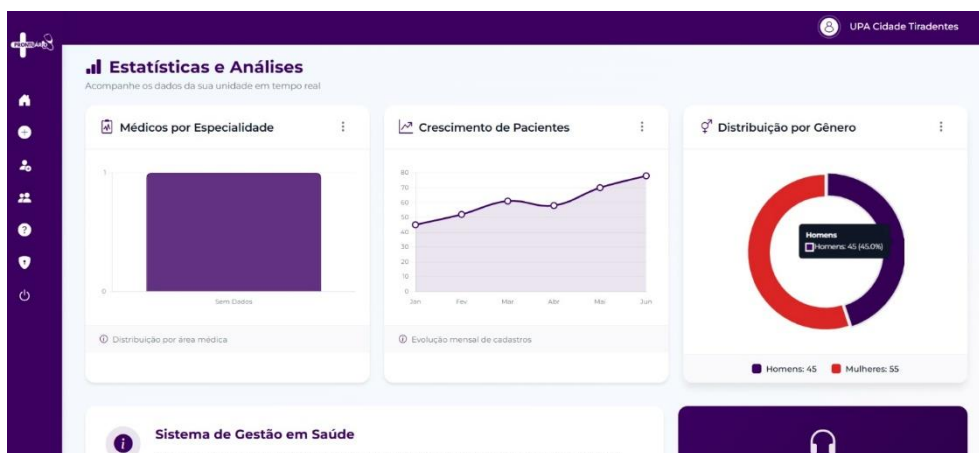 PRONTUÁRIO
UPA Cidade Tiradentes
Estatísticas e Análises
Acompanhe os dados da sua unidade em tempo real
Médicos por Especialidade
1
0
Sem Dados
Distribuição por área médica
Crescimento de Pacientes
80
70
60
50
40
30
20
10
0
Jan Fev Mar Abr Mai Jun
Evolução mensal de cadastros
Distribuição por Gênero
Homens
Homens: 45 (45.0%)
Homens: 45 Mulheres: 55
Sistema de Gestão em Saúde